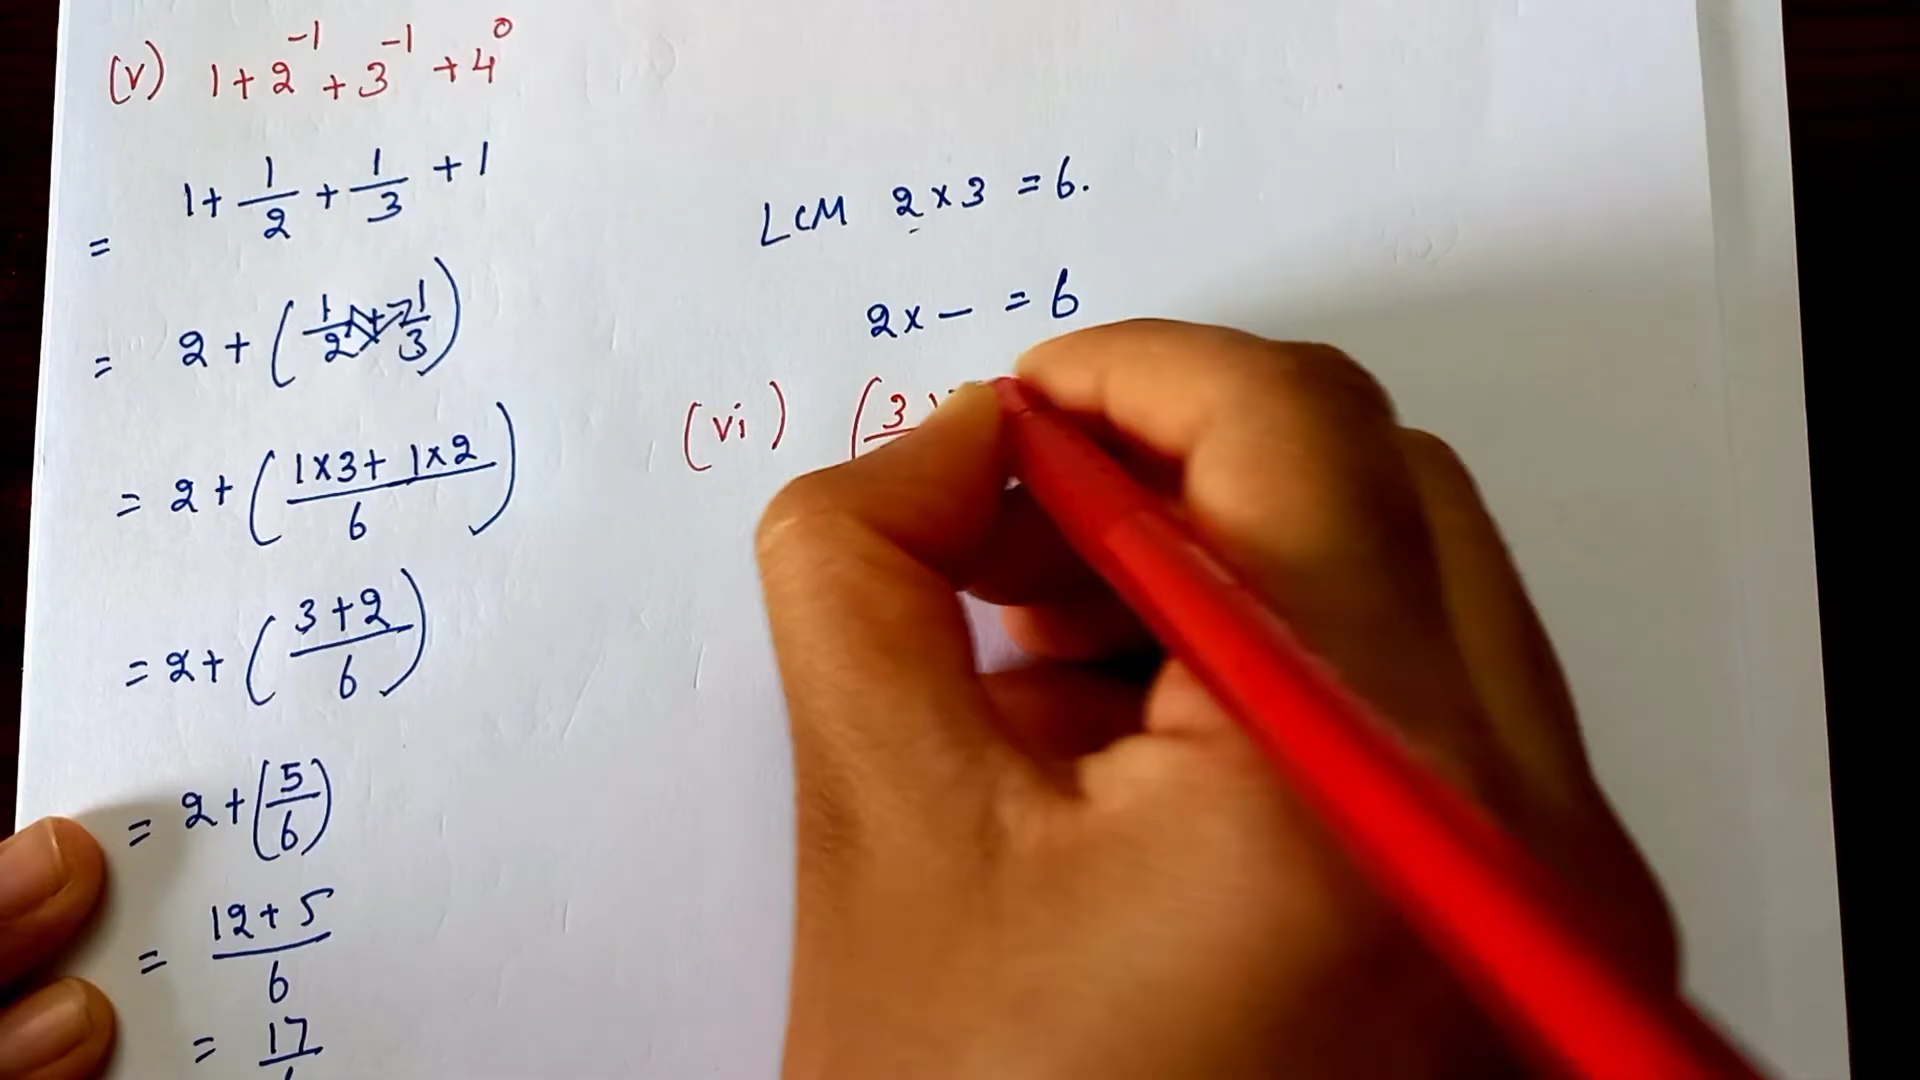 (v) 1 + 2⁻¹ + 3⁻¹ + 4⁰
= 1 + 1/2 + 1/3 + 1
= 2 + (1/2 + 1/3)
= 2 + ((1×3 + 1×2)/6)
= 2 + ((3+2)/6)
= 2 + (5/6)
= (12+5)/6
= 17/
LCM 2 × 3 = 6.
2 × — = 6
(vi) (3